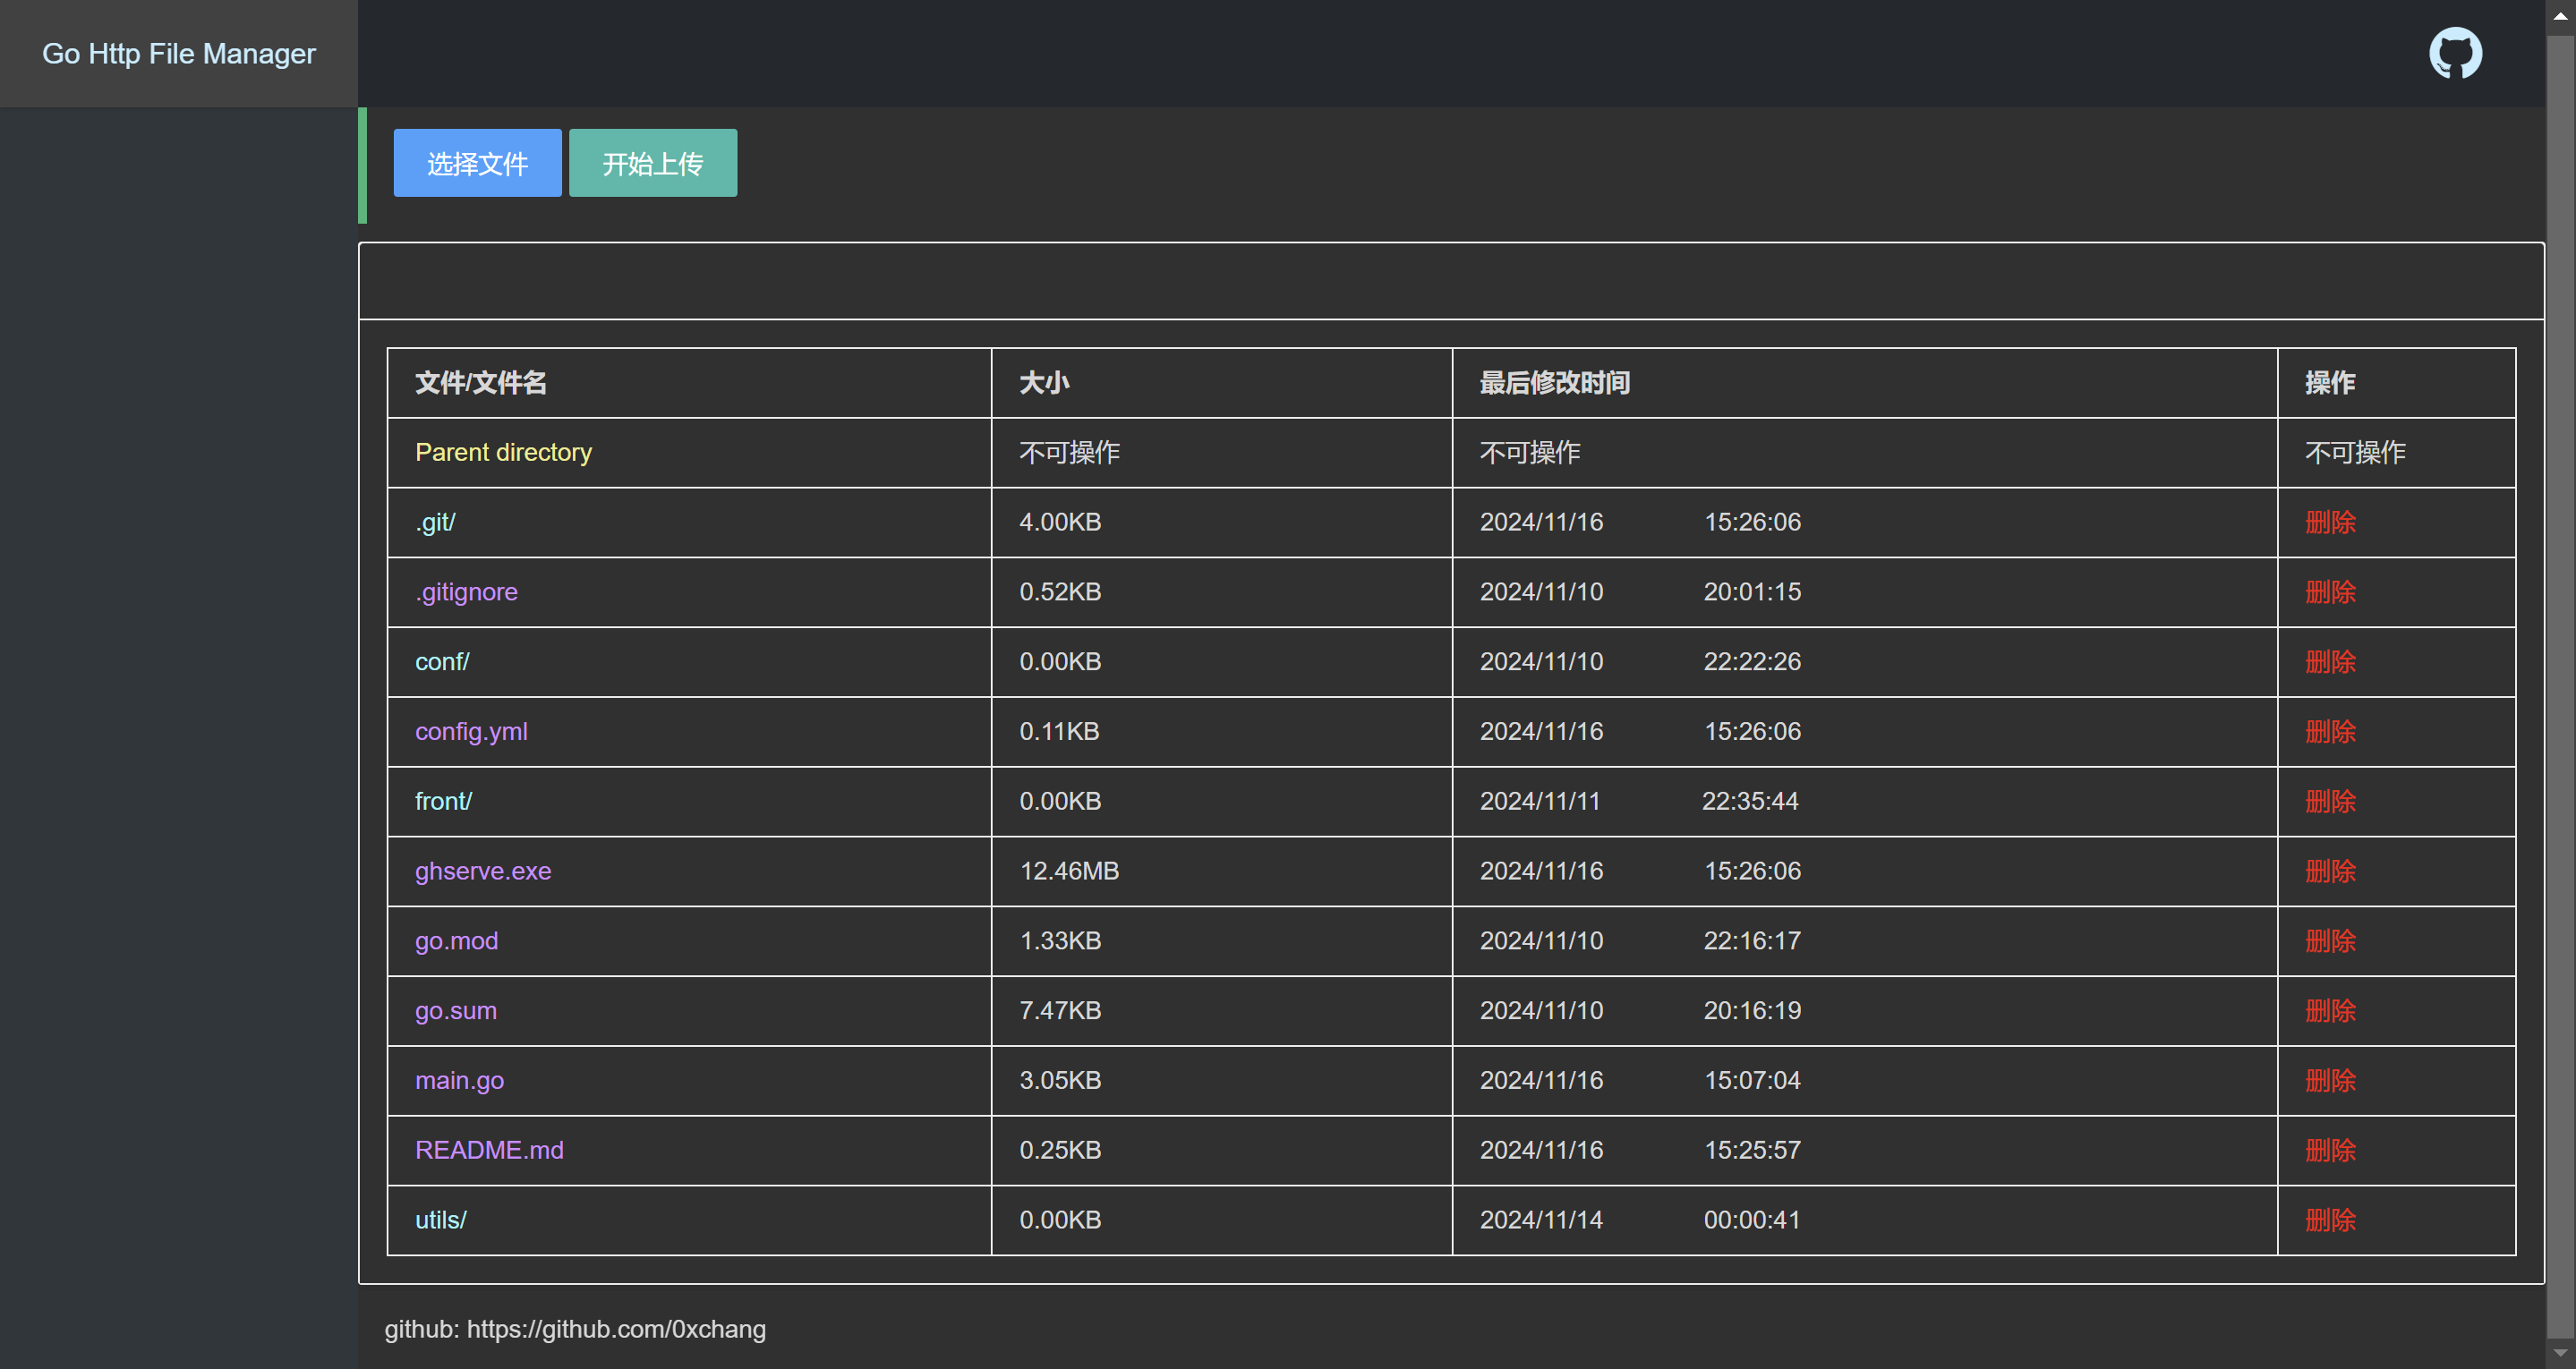 Go Http File Manager
选择文件 开始上传
文件/文件名 大小 最后修改时间 操作
Parent directory 不可操作 不可操作 不可操作
.git/ 4.00KB 2024/11/16 15:26:06 删除
.gitignore 0.52KB 2024/11/10 20:01:15 删除
conf/ 0.00KB 2024/11/10 22:22:26 删除
config.yml 0.11KB 2024/11/16 15:26:06 删除
front/ 0.00KB 2024/11/11 22:35:44 删除
ghserve.exe 12.46MB 2024/11/16 15:26:06 删除
go.mod 1.33KB 2024/11/10 22:16:17 删除
go.sum 7.47KB 2024/11/10 20:16:19 删除
main.go 3.05KB 2024/11/16 15:07:04 删除
README.md 0.25KB 2024/11/16 15:25:57 删除
utils/ 0.00KB 2024/11/14 00:00:41 删除
github: https://github.com/0xchang